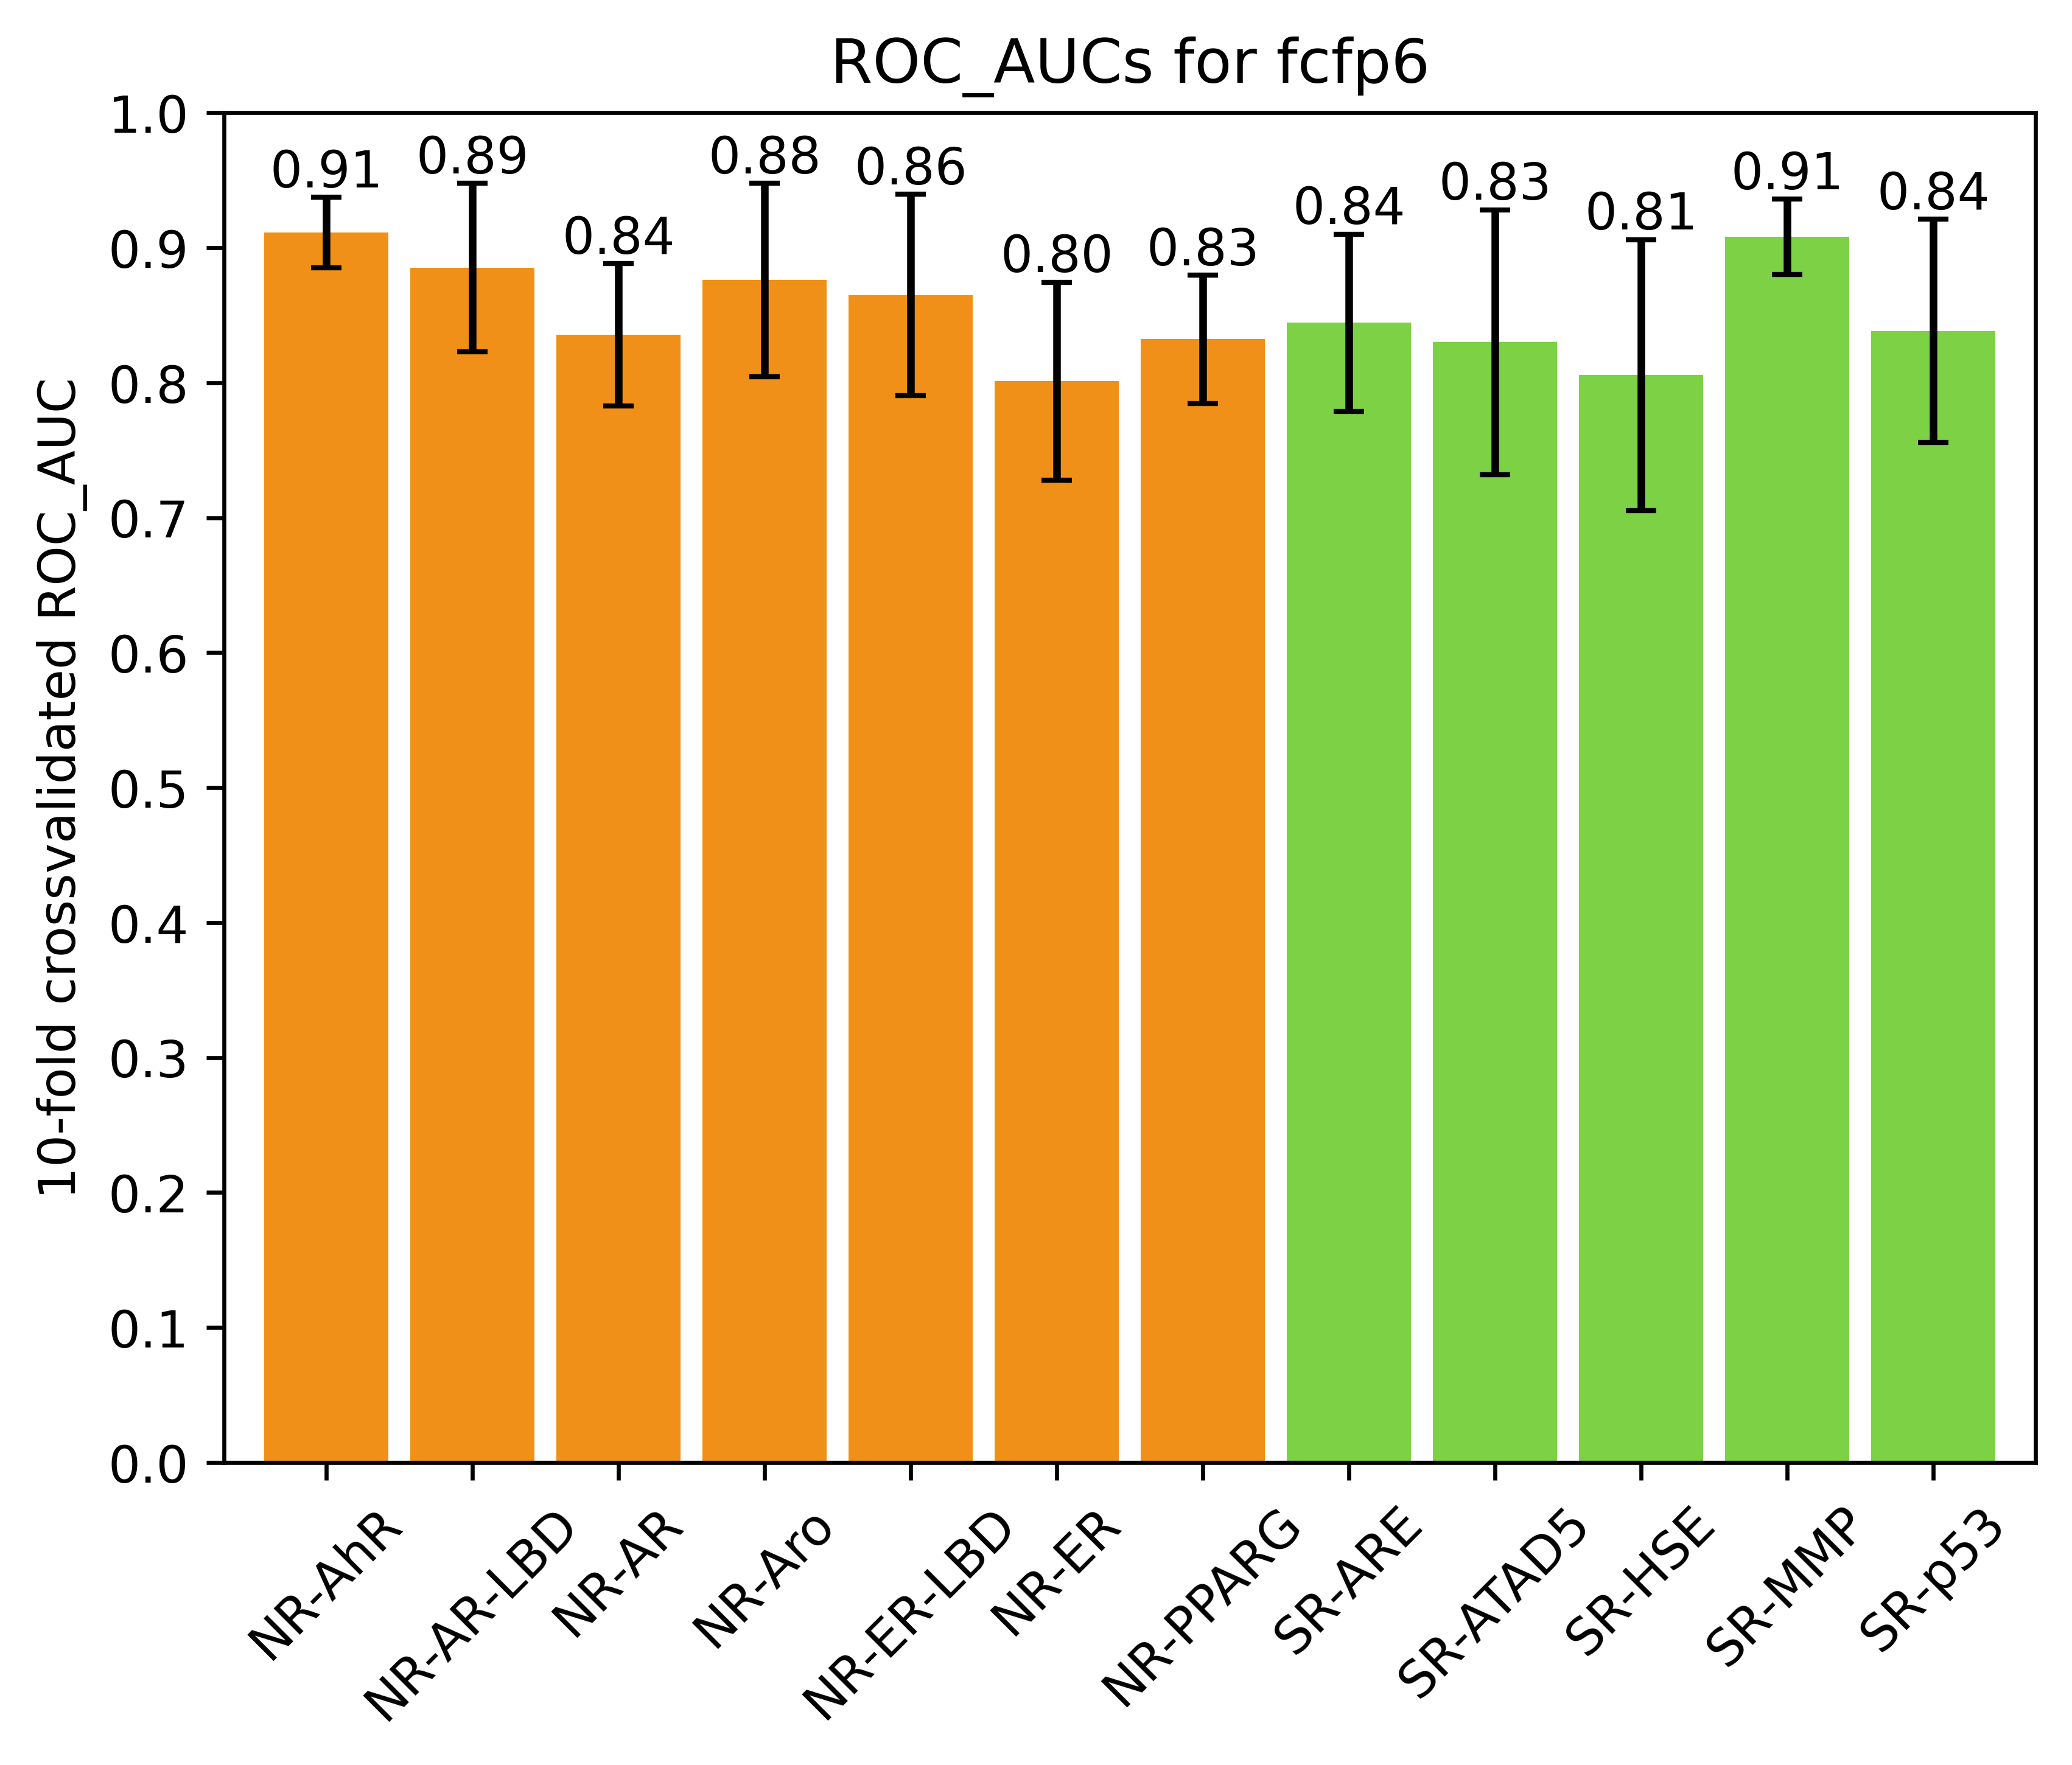 ROC_AUCs for fcfp6
10-fold crossvalidated ROC_AUC
1.0
0.9
0.8
0.7
0.6
0.5
0.4
0.3
0.2
0.1
0.0
0.91
0.89
0.84
0.88
0.86
0.80
0.83
0.84
0.83
0.81
0.91
0.84
NR-AhR
NR-AR-LBD
NR-AR
NR-Aro
NR-ER-LBD
NR-ER
NR-PPARG
SR-ARE
SR-ATAD5
SR-HSE
SR-MMP
SR-p53